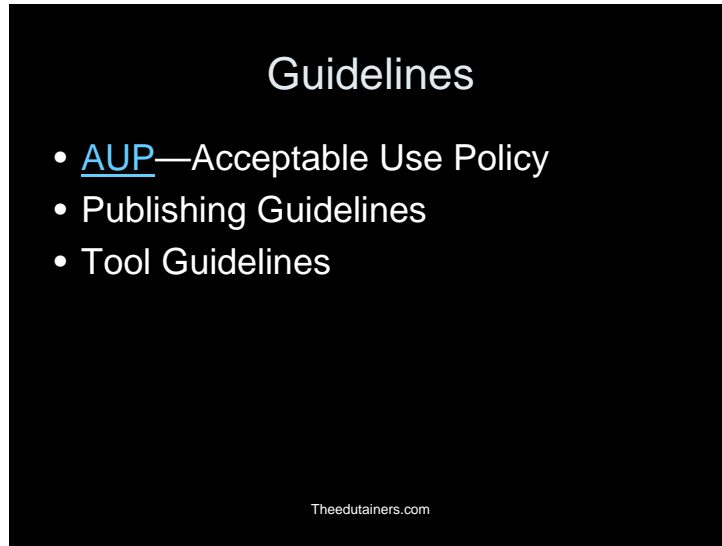 Guidelines
• AUP—Acceptable Use Policy
• Publishing Guidelines
• Tool Guidelines
Theedutainers.com